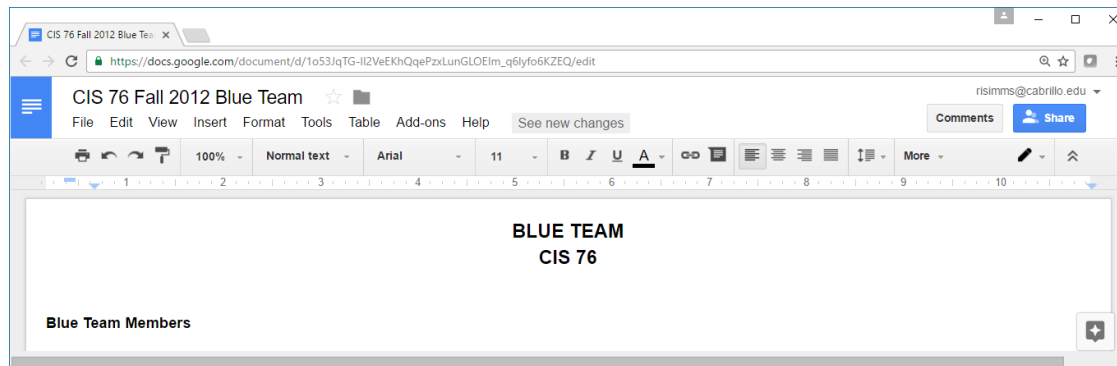 CIS 76 Fall 2012 Blue Tea
https://docs.google.com/document/d/1o53JqTG-II2VeEKhQqePzxLunGLOEIm_q6lyfo6KZEQ/edit
CIS 76 Fall 2012 Blue Team
risimms@cabrillo.edu
File Edit View Insert Format Tools Table Add-ons Help See new changes
Comments Share
100% Normal text Arial 11 B I U A More
1 2 3 4 5 6 7 8 9 10
BLUE TEAM
CIS 76
Blue Team Members